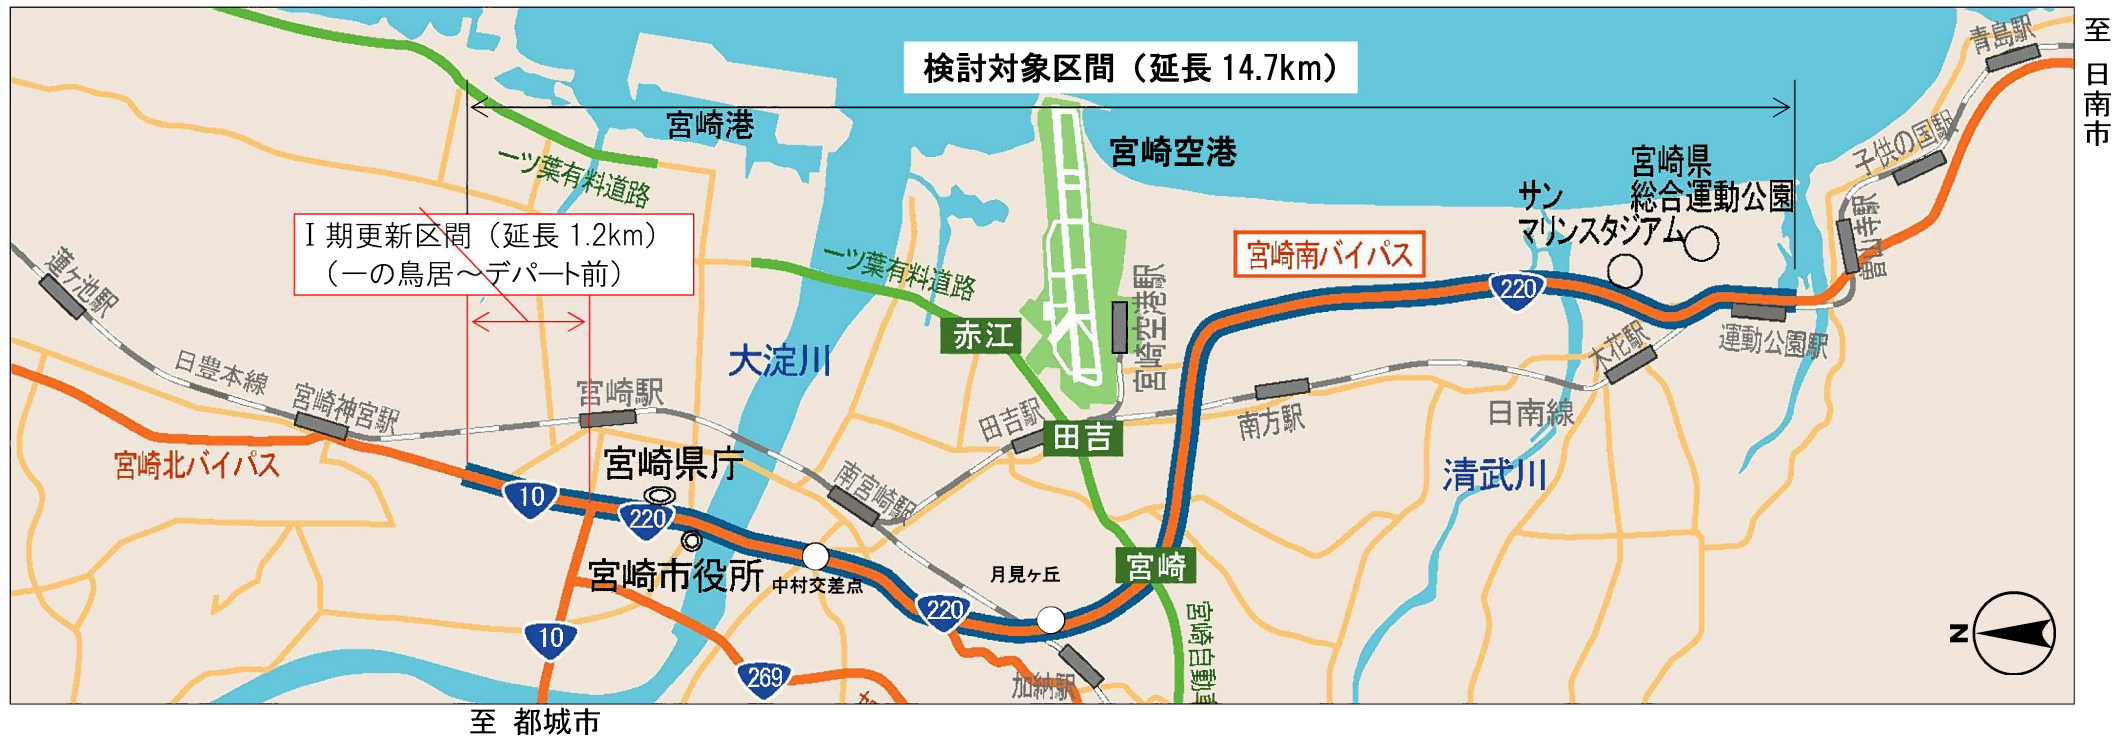 検討対象区間（延長 14.7km）
至 日南市
青島駅
宮崎港
宮崎空港
子供の国駅
宮崎県
総合運動公園
サン
マリンスタジアム
一ツ葉有料道路
Ⅰ期更新区間（延長 1.2km）
（一の鳥居～デパート前）
宮崎南バイパス
曽山寺駅
蓮ケ池駅
一ツ葉有料道路
宮崎空港駅
220
赤江
大淀川
運動公園駅
木花駅
日豊本線
宮崎神宮駅
宮崎駅
田吉駅
田吉
南方駅
日南線
宮崎北バイパス
宮崎県庁
南宮崎駅
清武川
10
220
宮崎市役所
中村交差点
月見ヶ丘
宮崎
220
10
269
加納駅
宮崎自動車
N
至 都城市